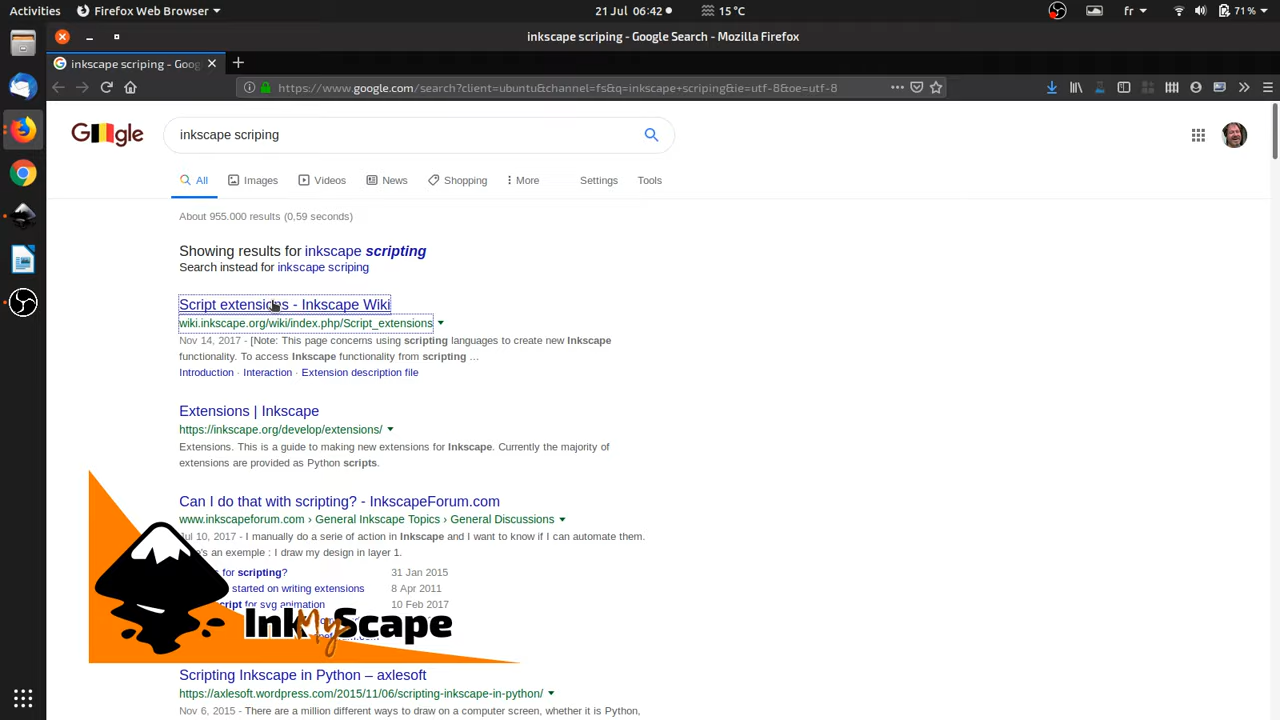 Activities
Firefox Web Browser
21 Jul 06:42
15°C
fr
71 %
inkscape scriping - Google Search - Mozilla Firefox
inkscape scriping - Goog
https://www.google.com/search?client=ubuntu&channel=fs&q=inkscape+scriping&ie=utf-8&oe=utf-8
inkscape scriping
All
Images
Videos
News
Shopping
More
Settings
Tools
About 955.000 results (0,59 seconds)
Showing results for inkscape scripting
Search instead for inkscape scriping
Script extensions - Inkscape Wiki
wiki.inkscape.org/wiki/index.php/Script_extensions
Nov 14, 2017 - [Note: This page concerns using scripting languages to create new Inkscape
functionality. To access Inkscape functionality from scripting ...
Introduction · Interaction · Extension description file
Extensions | Inkscape
https://inkscape.org/develop/extensions/
Extensions. This is a guide to making new extensions for Inkscape. Currently the majority of
extensions are provided as Python scripts.
Can I do that with scripting? - InkscapeForum.com
www.inkscapeforum.com › General Inkscape Topics › General Discussions
Jul 10, 2017 - I manually do a serie of action in Inkscape and I want to know if I can automate them.
an exemple : I draw my design in layer 1.
for scripting?
31 Jan 2015
started on writing extensions
8 Apr 2011
for svg animation
10 Feb 2017
InkMyScape
Scripting Inkscape in Python – axlesoft
https://axlesoft.wordpress.com/2015/11/06/scripting-inkscape-in-python/
Nov 6, 2015 - There are a million different ways to draw on a computer screen, whether it is Python,